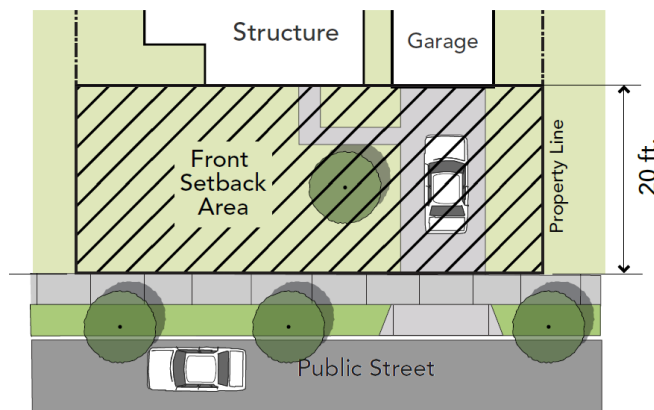 Structure
Garage
Front
Setback
Area
Property Line
20 ft.
Public Street